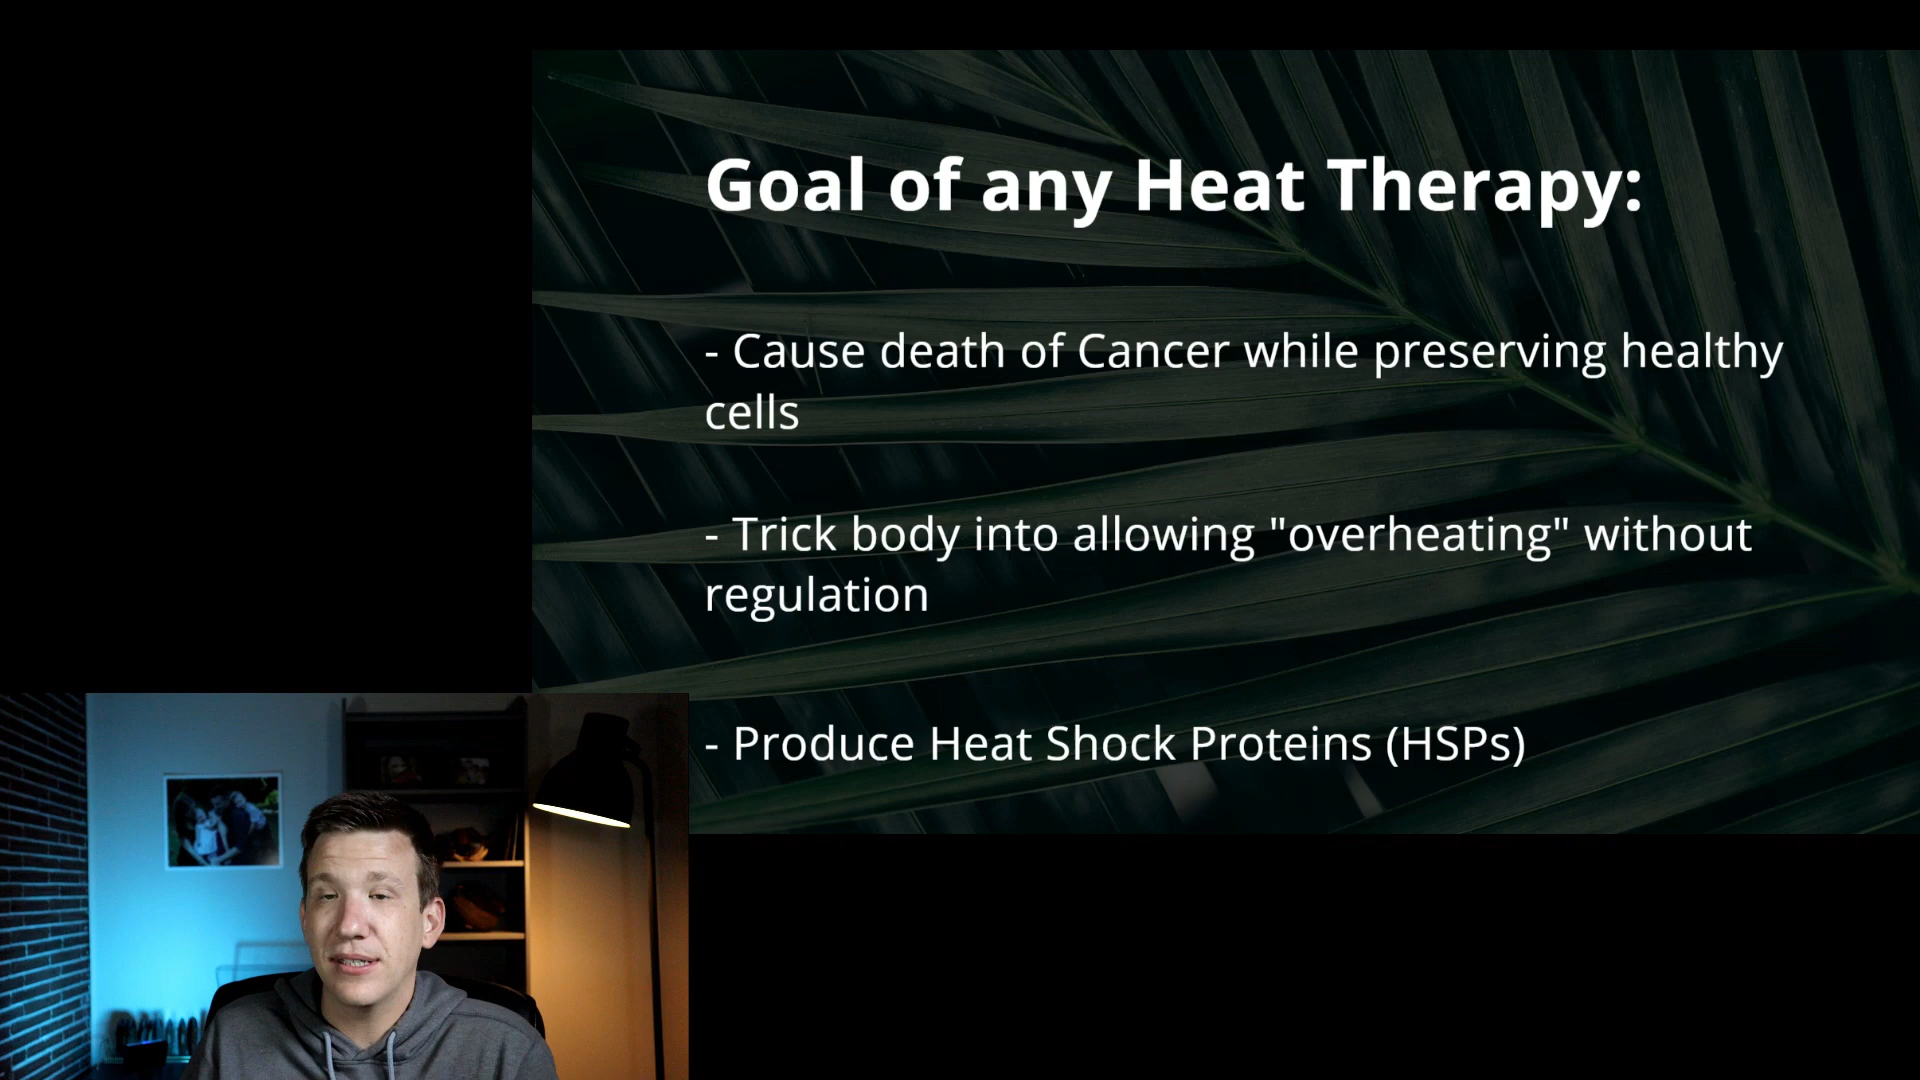 Goal of any Heat Therapy:
- Cause death of Cancer while preserving healthy
cells
- Trick body into allowing "overheating" without
regulation
- Produce Heat Shock Proteins (HSPs)